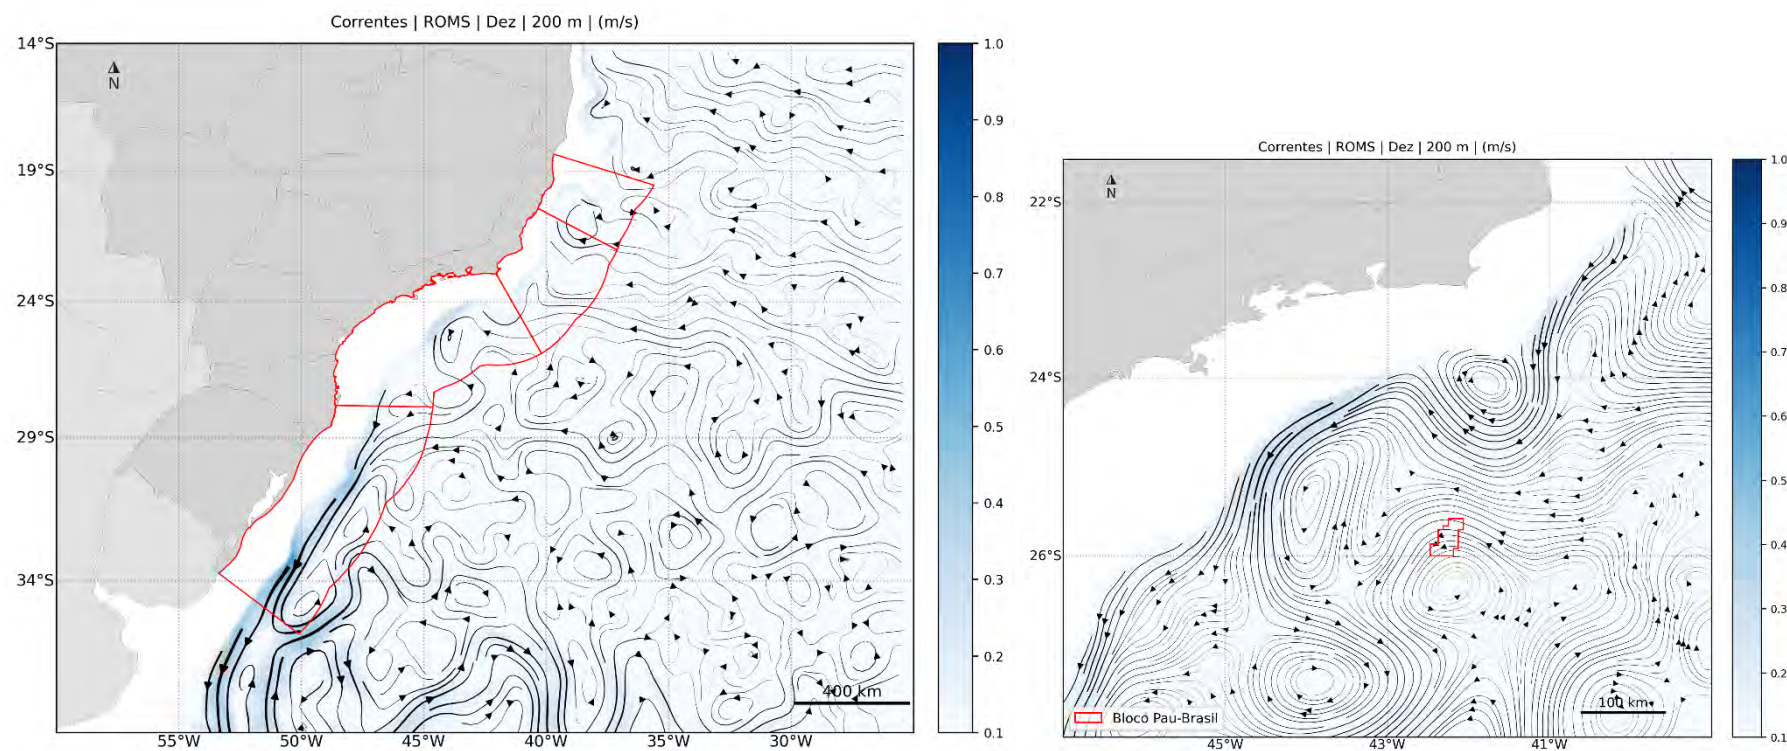 Correntes | ROMS | Dez | 200 m | (m/s)
14°S
19°S
24°S
29°S
34°S
N
55°W
50°W
45°W
40°W
35°W
30°W
400 km
1.0
0.9
0.8
0.7
0.6
0.5
0.4
0.3
0.2
0.1
Correntes | ROMS | Dez | 200 m | (m/s)
22°S
24°S
26°S
N
45°W
43°W
41°W
100 km
Bloco Pau-Brasil
1.0
0.9
0.8
0.7
0.6
0.5
0.4
0.3
0.2
0.1